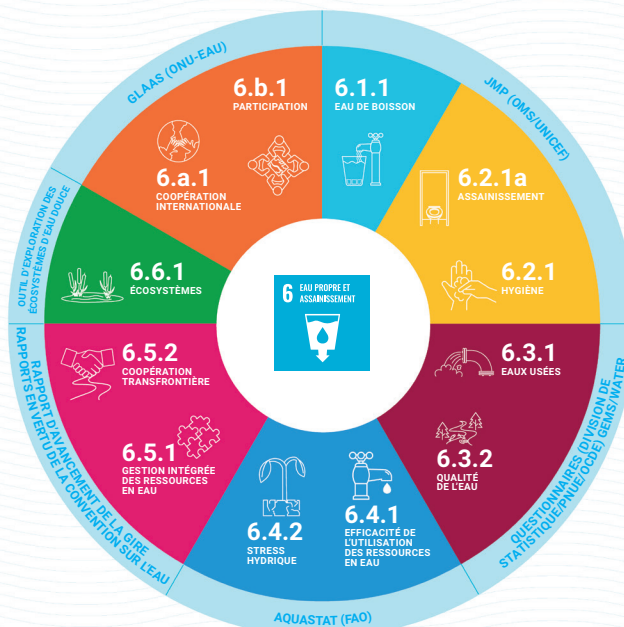 GLAAS (ONU-EAU)
JMP (OMS/UNICEF)
6.b.1
PARTICIPATION
6.1.1
EAU DE BOISSON
6.a.1
COOPÉRATION
INTERNATIONALE
6.2.1a
ASSAINISSEMENT
OUTIL D'EXPLORATION DES
ÉCOSYSTÈMES D'EAU DOUCE
6.6.1
ÉCOSYSTÈMES
6 EAU PROPRE ET
ASSAINISSEMENT
6.2.1
HYGIÈNE
6.5.2
COOPÉRATION
TRANSFRONTIÈRE
6.3.1
EAUX USÉES
6.5.1
GESTION INTÉGRÉE
DES RESSOURCES
EN EAU
6.3.2
QUALITÉ
DE L'EAU
6.4.2
STRESS
HYDRIQUE
6.4.1
EFFICACITÉ DE
L'UTILISATION
DES RESSOURCES
EN EAU
RAPPORT D'AVANCEMENT DE LA GIRE
RAPPORTS EN VERTU DE LA CONVENTION SUR L'EAU
QUESTIONNAIRES (DIVISION DE
STATISTIQUE/PNUE/OCDE) GEMS/WATER
AQUASTAT (FAO)